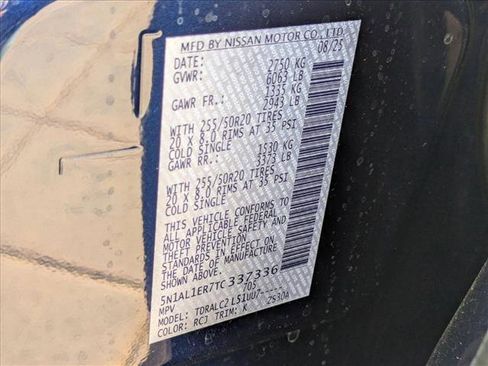 MFD BY NISSAN MOTOR CO., LTD.
DATE: 08/25
GVWR: 2750 KG
6063 LB
GAWR FR.: 1335 KG
2943 LB
WITH 255/50R20 TIRES
20 X 8.0 RIMS AT 35 PSI
COLD SINGLE
GAWR RR.: 1530 KG
3373 LB
WITH 255/50R20 TIRES
20 X 8.0 RIMS AT 35 PSI
COLD SINGLE
THIS VEHICLE CONFORMS TO
ALL APPLICABLE FEDERAL
MOTOR VEHICLE SAFETY AND
STANDARDS IN EFFECT ON
THE DATE OF MANUFACTURE
SHOWN ABOVE.
5N1AL1ER7TC337336
MPV 705
MODEL: TDRALC2 LS1UU7-----
COLOR: RCJ TRIM: K 2S30A